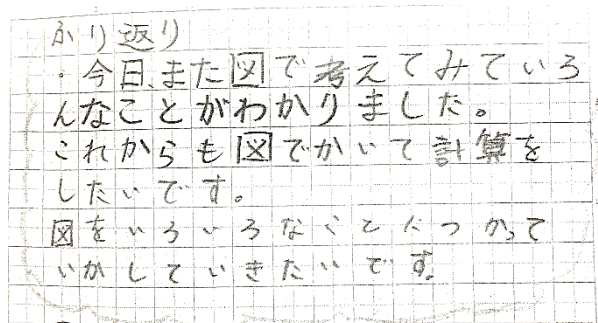 ふり返り
・今日、また図で考えてみていろ
んなことがわかりました。
これからも図でかいて計算を
したいです。
図をいろいろなことにつかって
いかしていきたいです。